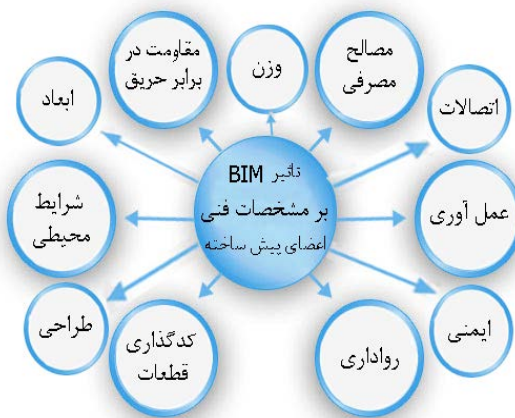 تاثیر BIM
بر مشخصات فنی
اعضای پیش ساخته
وزن
مصالح
مصرفی
اتصالات
عمل آوری
ایمنی
رواداری
کدگذاری
قطعات
طراحی
شرایط
محیطی
ابعاد
مقاومت در
برابر حریق